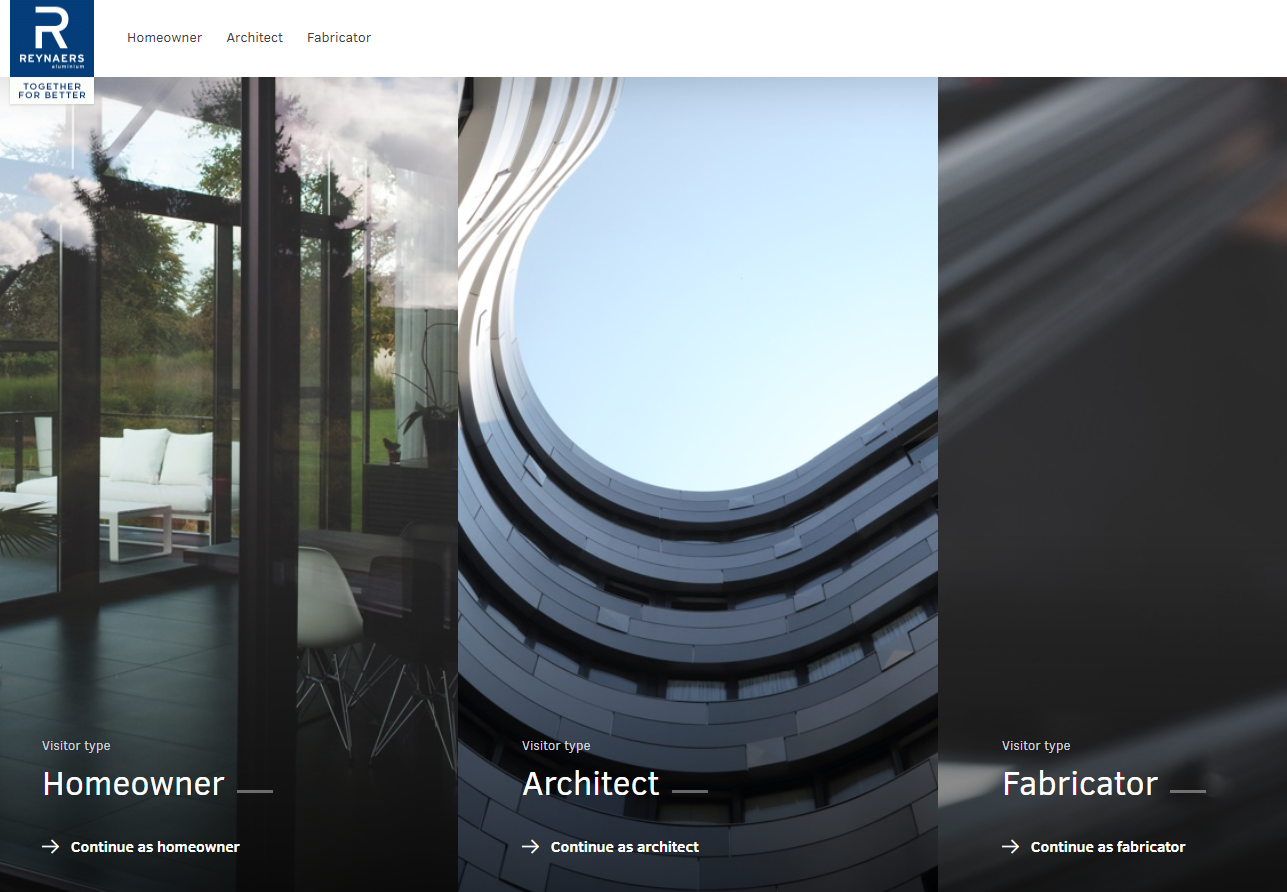 R
REYNAERS
aluminium
TOGETHER
FOR BETTER
Homeowner Architect Fabricator
Visitor type
Homeowner
Continue as homeowner
Visitor type
Architect
Continue as architect
Visitor type
Fabricator
Continue as fabricator